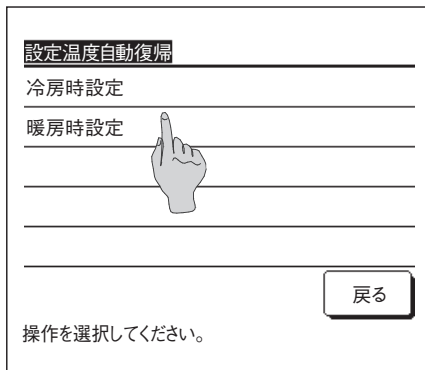 設定温度自動復帰
冷房時設定
暖房時設定
戻る
操作を選択してください。